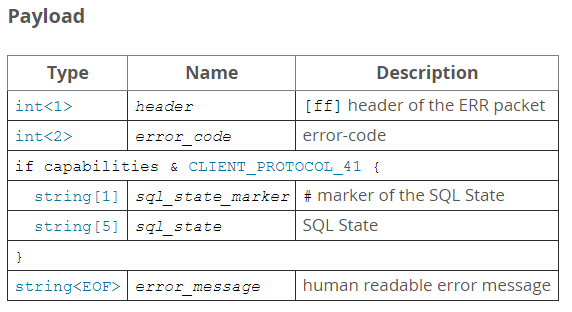 Payload
Type Name Description
int<1> header [ff] header of the ERR packet
int<2> error_code error-code
if capabilities & CLIENT_PROTOCOL_41 {
string[1] sql_state_marker # marker of the SQL State
string[5] sql_state SQL State
}
string<EOF> error_message human readable error message